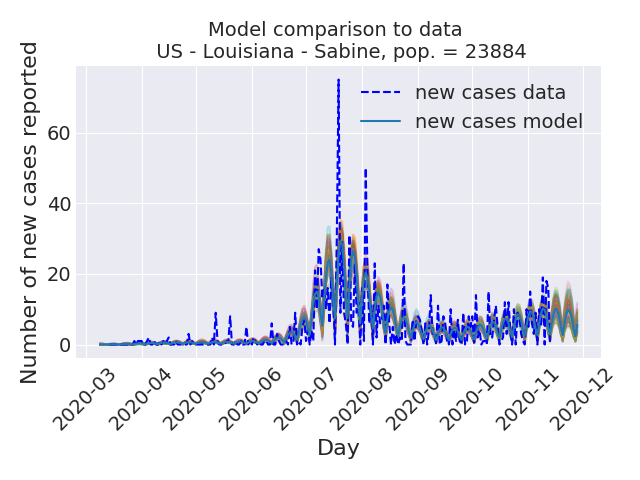 Model comparison to data
US - Louisiana - Sabine, pop. = 23884
new cases data
new cases model
Number of new cases reported
60
40
20
0
2020-03
2020-04
2020-05
2020-06
2020-07
2020-08
2020-09
2020-10
2020-11
2020-12
Day